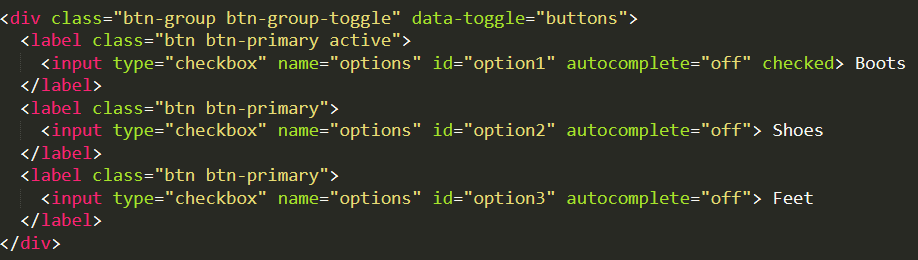 <div class="btn-group btn-group-toggle" data-toggle="buttons">
  <label class="btn btn-primary active">
    <input type="checkbox" name="options" id="option1" autocomplete="off" checked> Boots
  </label>
  <label class="btn btn-primary">
    <input type="checkbox" name="options" id="option2" autocomplete="off"> Shoes
  </label>
  <label class="btn btn-primary">
    <input type="checkbox" name="options" id="option3" autocomplete="off"> Feet
  </label>
</div>